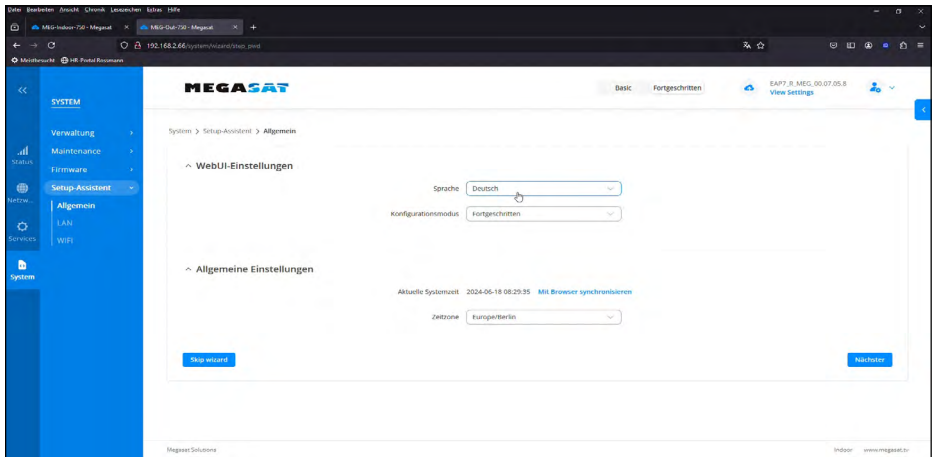 Datei Bearbeiten Ansicht Chronik Lesezeichen Extras Hilfe
MEG-Indoor-750 - Megasat MEG-Out-750 - Megasat
192.168.2.66/system/wizard/step_pwd
Meistbesucht HR-Portal Rossmann
MEGASAT
Basic Fortgeschritten
EAP7_R_MEG_00.07.05.8
View Settings
SYSTEM
Verwaltung
Maintenance
Firmware
Setup-Assistent
Allgemein
LAN
WIFI
Status
Netzw...
Services
System
System > Setup-Assistent > Allgemein
WebUI-Einstellungen
Sprache Deutsch
Konfigurationsmodus Fortgeschritten
Allgemeine Einstellungen
Aktuelle Systemzeit 2024-06-18 08:29:35 Mit Browser synchronisieren
Zeitzone Europe/Berlin
Skip wizard Nächster
Megasat Solutions Indoor www.megasat.tv